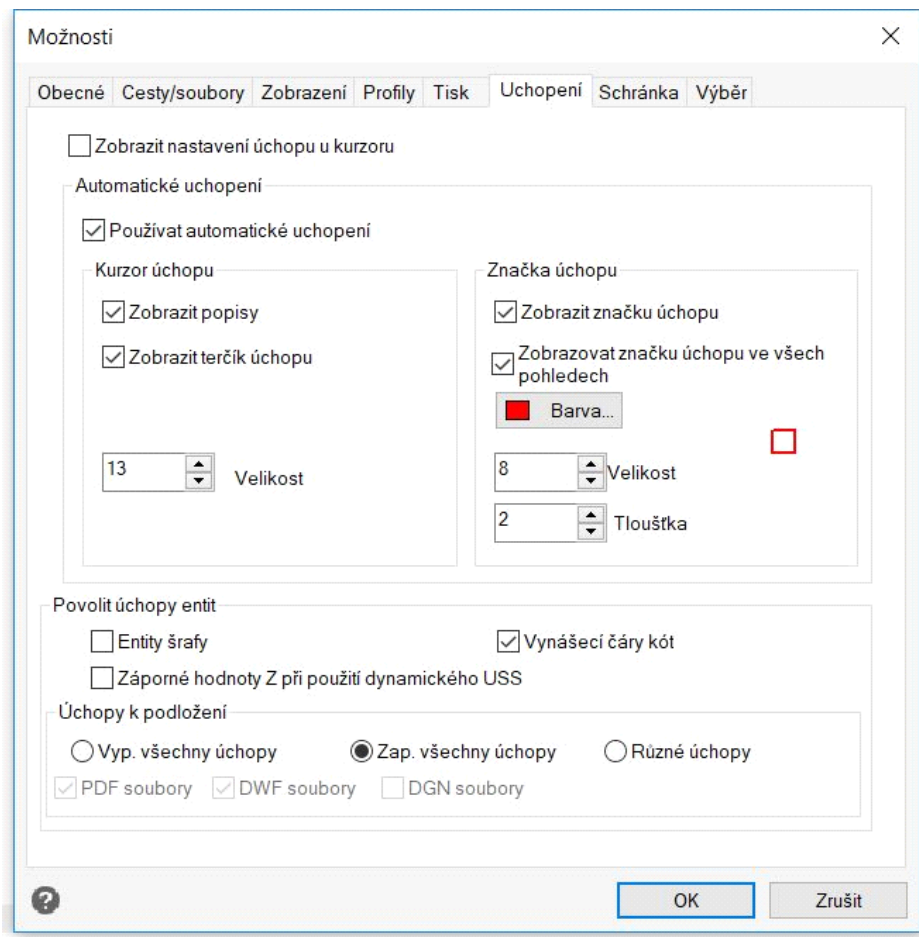 Možnosti
Obecné Cesty/soubory Zobrazení Profily Tisk Uchopení Schránka Výběr
Zobrazit nastavení úchopu u kurzoru
Automatické uchopení
Používat automatické uchopení
Kurzor úchopu
Zobrazit popisy
Zobrazit terčík úchopu
13 Velikost
Značka úchopu
Zobrazit značku úchopu
Zobrazovat značku úchopu ve všech
pohledech
Barva...
8 Velikost
2 Tloušťka
Povolit úchopy entit
Entity šrafy Vynášecí čáry kót
Záporné hodnoty Z při použití dynamického USS
Úchopy k podložení
Vyp. všechny úchopy Zap. všechny úchopy Různé úchopy
PDF soubory DWF soubory DGN soubory
? OK Zrušit